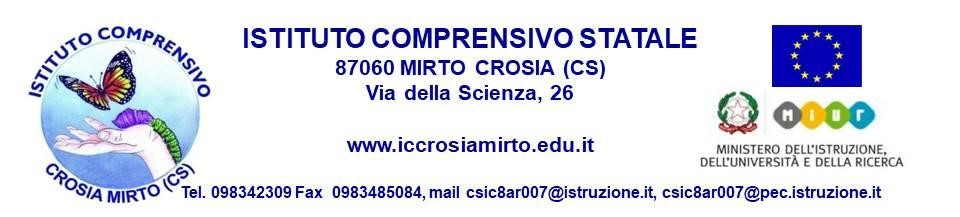 ISTITUTO COMPRENSIVO
CROSIA MIRTO (CS)
ISTITUTO COMPRENSIVO STATALE
87060 MIRTO CROSIA (CS)
Via della Scienza, 26
www.iccrosiamirto.edu.it
miur
MINISTERO DELL'ISTRUZIONE,
DELL'UNIVERSITÀ E DELLA RICERCA
Tel. 098342309 Fax 0983485084, mail csic8ar007@istruzione.it, csic8ar007@pec.istruzione.it